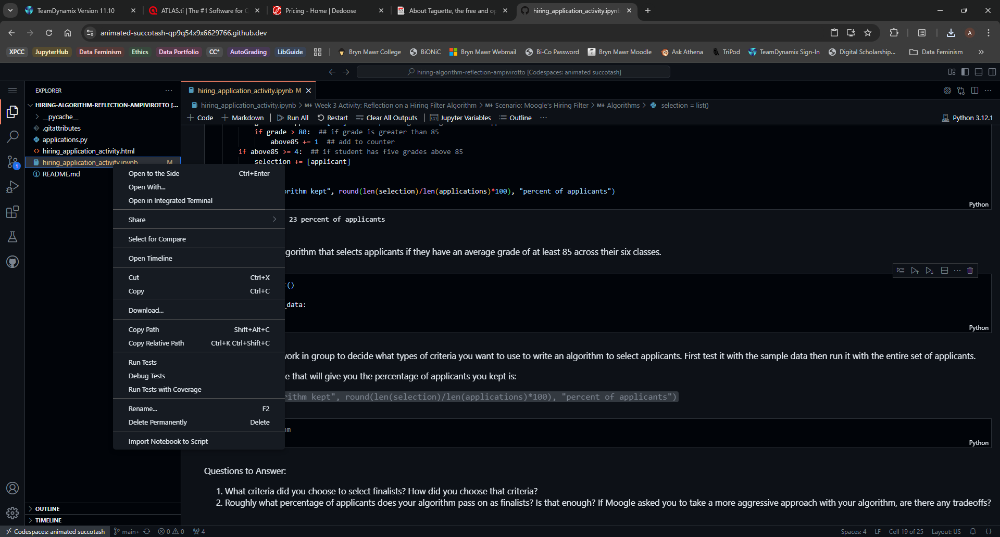 TeamDynamix Version 11.10
ATLAS.ti | The #1 Software for
Pricing - Home | Dedoose
About Taguette, the free and
hiring_application_activity.ipynb
animated-succotash-qp9q54x9x6629766.github.dev
A
XPCC
JupyterHub
Data Feminism
Ethics
Data Portfolio
CC*
AutoGrading
LibGuide
Bryn Mawr College
BiONiC
Bryn Mawr Webmail
Bi-Co Password
Bryn Mawr Moodle
Ask Athena
TriPod
TeamDynamix Sign-In
Digital Scholarship...
Data Feminism
hiring-algorithm-reflection-ampivirotto [Codespaces: animated succotash]
EXPLORER
hiring_application_activity.ipynb M
HIRING-ALGORITHM-REFLECTION-AMPIVIROTTO [...
__pycache__
.gitattributes
applications.py
hiring_application_activity.html
hiring_application_activity.ipynb M
README.md
1
hiring_application_activity.ipynb > M↓ Week 3 Activity: Reflection on a Hiring Filter Algorithm > M↓ Scenario: Moogle's Hiring Filter > M↓ Algorithms > selection = list()
Code
Markdown
Run All
Restart
Clear All Outputs
Jupyter Variables
Outline
Python 3.12.1
if grade > 80: ## if grade is greater than 85
above85 += 1 ## add to counter
if above85 >= 4: ## if student has five grades above 85
selection += [applicant]
rithm kept", round(len(selection)/len(applications)*100), "percent of applicants")
Python
23 percent of applicants
gorithm that selects applicants if they have an average grade of at least 85 across their six classes.
()
_data:
Python
work in group to decide what types of criteria you want to use to write an algorithm to select applicants. First test it with the sample data then run it with the entire set of applicants.
e that will give you the percentage of applicants you kept is:
rithm kept", round(len(selection)/len(applications)*100), "percent of applicants")
Python
Open to the Side Ctrl+Enter
Open With...
Open in Integrated Terminal
Share
Select for Compare
Open Timeline
Cut Ctrl+X
Copy Ctrl+C
Download...
Copy Path Shift+Alt+C
Copy Relative Path Ctrl+K Ctrl+Shift+C
Run Tests
Debug Tests
Run Tests with Coverage
Rename... F2
Delete Permanently Delete
Import Notebook to Script
Questions to Answer:
1. What criteria did you choose to select finalists? How did you choose that criteria?
2. Roughly what percentage of applicants does your algorithm pass on as finalists? Is that enough? If Moogle asked you to take a more aggressive approach with your algorithm, are there any tradeoffs?
OUTLINE
TIMELINE
Codespaces: animated succotash
main+
0 0
4
Spaces: 4
LF
Cell 19 of 25
Layout: US